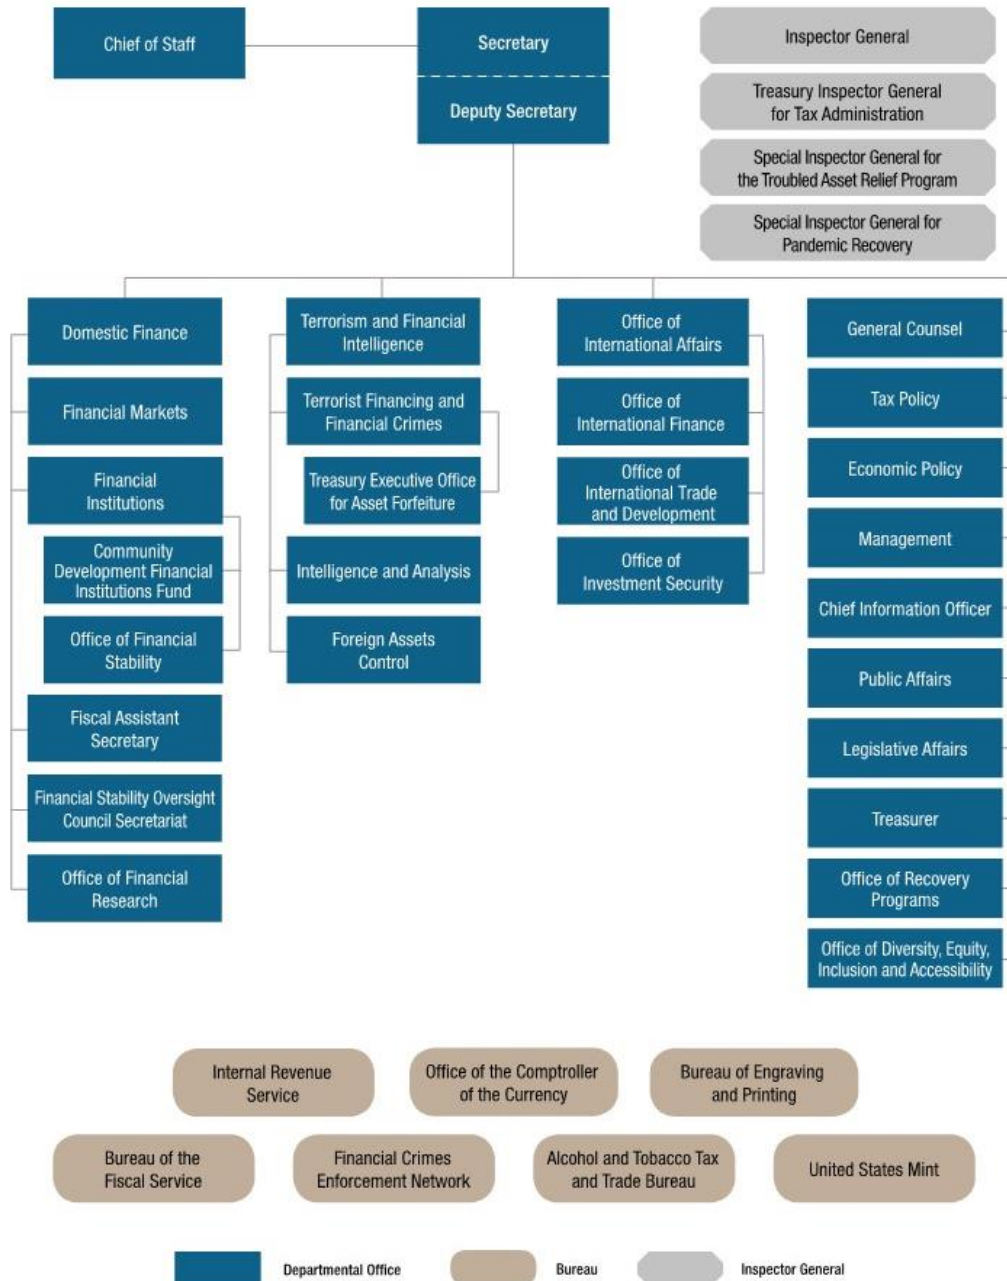 Chief of Staff
Secretary
Deputy Secretary
Inspector General
Treasury Inspector General
for Tax Administration
Special Inspector General for
the Troubled Asset Relief Program
Special Inspector General for
Pandemic Recovery
Domestic Finance
Financial Markets
Financial
Institutions
Community
Development Financial
Institutions Fund
Office of Financial
Stability
Fiscal Assistant
Secretary
Financial Stability Oversight
Council Secretariat
Office of Financial
Research
Terrorism and Financial
Intelligence
Terrorist Financing and
Financial Crimes
Treasury Executive Office
for Asset Forfeiture
Intelligence and Analysis
Foreign Assets
Control
Office of
International Affairs
Office of
International Finance
Office of
International Trade
and Development
Office of
Investment Security
General Counsel
Tax Policy
Economic Policy
Management
Chief Information Officer
Public Affairs
Legislative Affairs
Treasurer
Office of Recovery
Programs
Office of Diversity, Equity,
Inclusion and Accessibility
Internal Revenue
Service
Office of the Comptroller
of the Currency
Bureau of Engraving
and Printing
Bureau of the
Fiscal Service
Financial Crimes
Enforcement Network
Alcohol and Tobacco Tax
and Trade Bureau
United States Mint
Departmental Office
Bureau
Inspector General